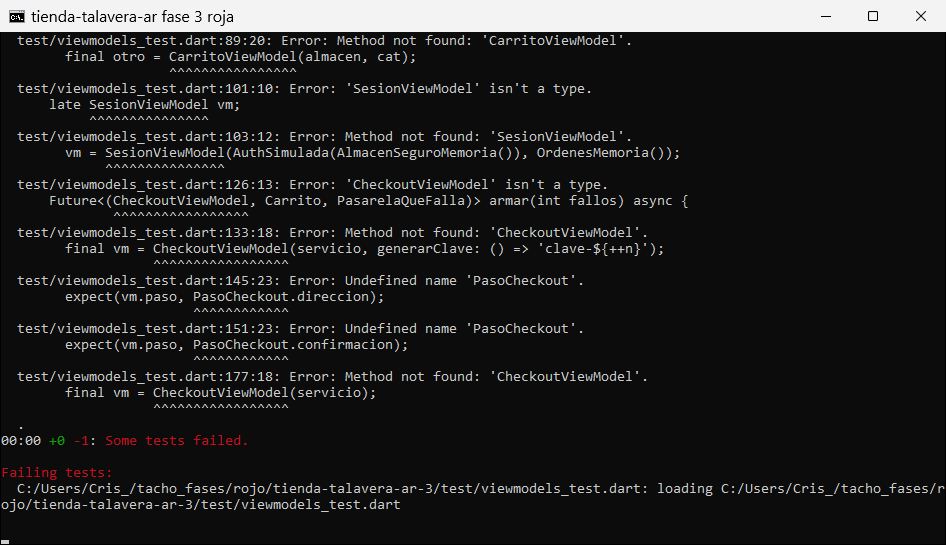 tienda-talavera-ar fase 3 roja
  test/viewmodels_test.dart:89:20: Error: Method not found: 'CarritoViewModel'.
        final otro = CarritoViewModel(almacen, cat);
                     ^^^^^^^^^^^^^^^^
  test/viewmodels_test.dart:101:10: Error: 'SesionViewModel' isn't a type.
      late SesionViewModel vm;
           ^^^^^^^^^^^^^^^
  test/viewmodels_test.dart:103:12: Error: Method not found: 'SesionViewModel'.
        vm = SesionViewModel(AuthSimulada(AlmacenSeguroMemoria()), OrdenesMemoria());
             ^^^^^^^^^^^^^^^
  test/viewmodels_test.dart:126:13: Error: 'CheckoutViewModel' isn't a type.
      Future<(CheckoutViewModel, Carrito, PasarelaQueFalla)> armar(int fallos) async {
              ^^^^^^^^^^^^^^^^^
  test/viewmodels_test.dart:133:18: Error: Method not found: 'CheckoutViewModel'.
        final vm = CheckoutViewModel(servicio, generarClave: () => 'clave-${++n}');
                   ^^^^^^^^^^^^^^^^^
  test/viewmodels_test.dart:145:23: Error: Undefined name 'PasoCheckout'.
        expect(vm.paso, PasoCheckout.direccion);
                        ^^^^^^^^^^^^
  test/viewmodels_test.dart:151:23: Error: Undefined name 'PasoCheckout'.
        expect(vm.paso, PasoCheckout.confirmacion);
                        ^^^^^^^^^^^^
  test/viewmodels_test.dart:177:18: Error: Method not found: 'CheckoutViewModel'.
        final vm = CheckoutViewModel(servicio);
                   ^^^^^^^^^^^^^^^^^
  .
00:00 +0 -1: Some tests failed.

Failing tests:
  C:/Users/Cris_/tacho_fases/rojo/tienda-talavera-ar-3/test/viewmodels_test.dart: loading C:/Users/Cris_/tacho_fases/r
ojo/tienda-talavera-ar-3/test/viewmodels_test.dart